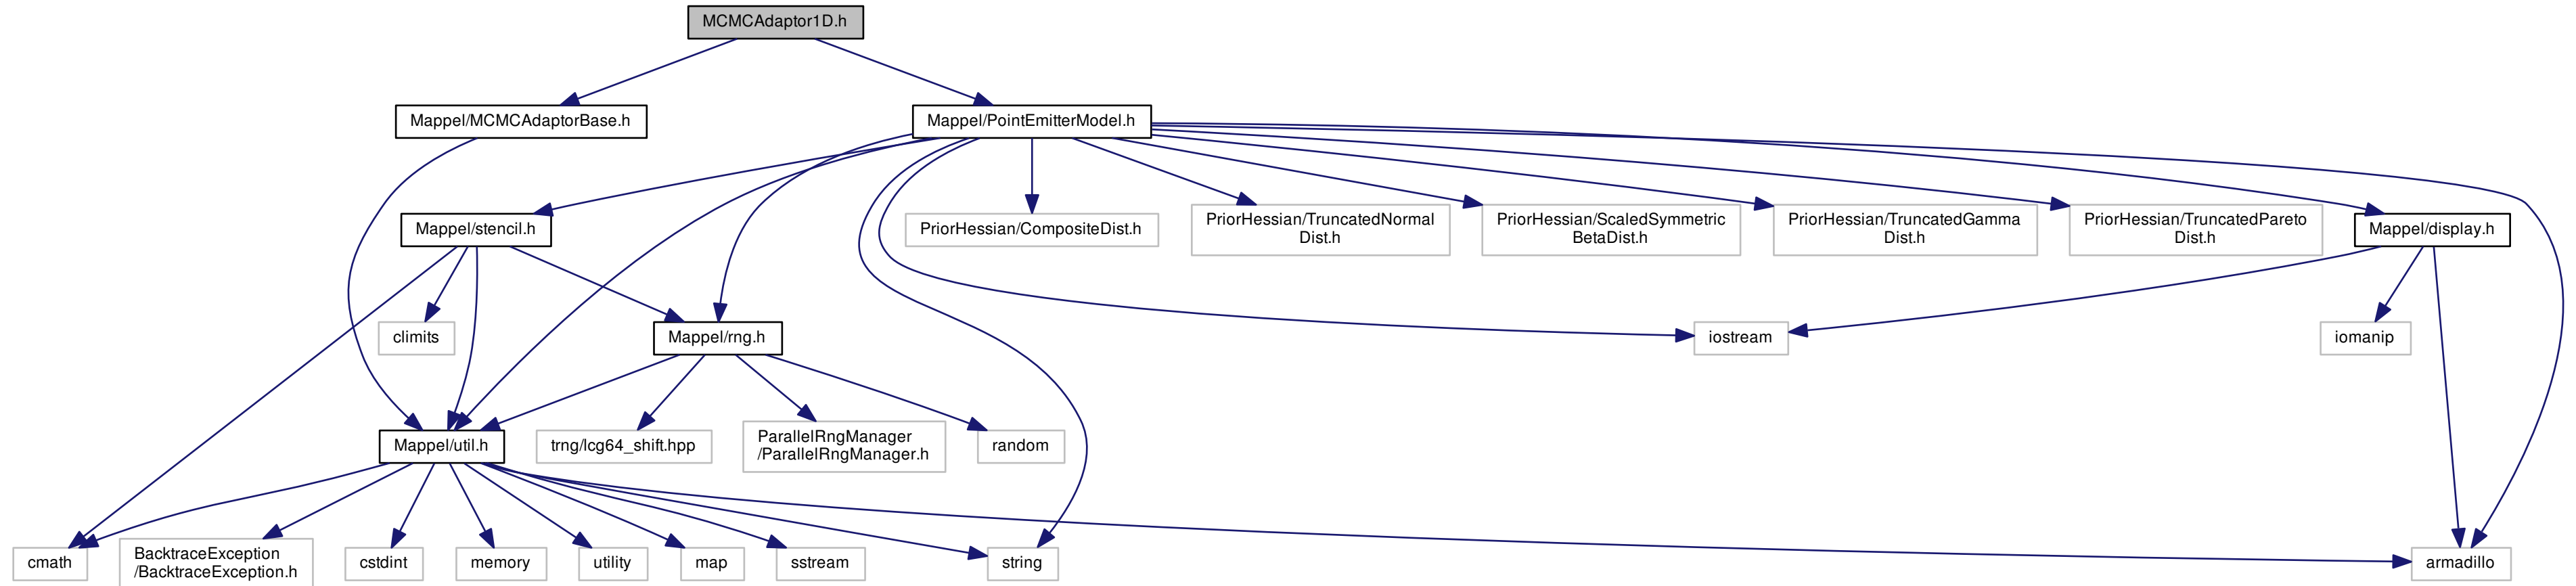 MCMCAdaptor1D.h
Mappel/MCMCAdaptorBase.h
Mappel/PointEmitterModel.h
Mappel/stencil.h
PriorHessian/CompositeDist.h
PriorHessian/TruncatedNormal
Dist.h
PriorHessian/ScaledSymmetric
BetaDist.h
PriorHessian/TruncatedGamma
Dist.h
PriorHessian/TruncatedPareto
Dist.h
Mappel/display.h
climits
Mappel/rng.h
iostream
iomanip
Mappel/util.h
trng/lcg64_shift.hpp
ParallelRngManager
/ParallelRngManager.h
random
cmath
BacktraceException
/BacktraceException.h
cstdint
memory
utility
map
sstream
string
armadillo